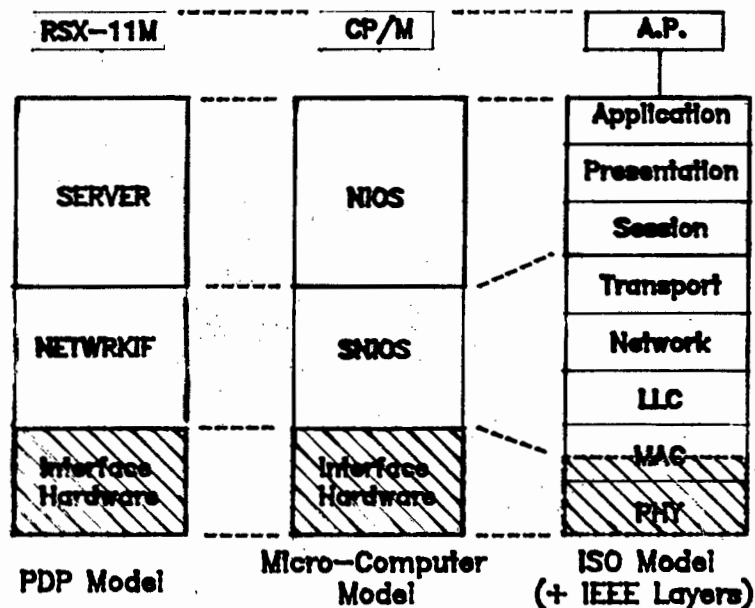 RSX-11M
CP/M
A.P.
SERVER
NETWRKIF
Interface
Hardware
PDP Model
NIOS
SNIOS
Interface
Hardware
Micro-Computer
Model
Application
Presentation
Session
Transport
Network
LLC
MAC
PHY
ISO Model
(+ IEEE Layers)